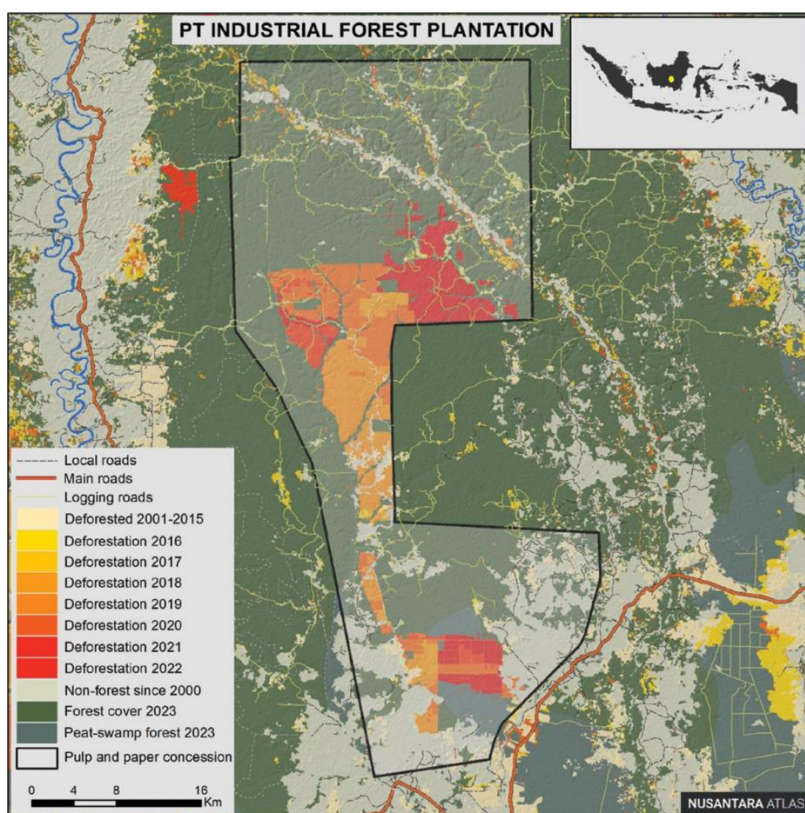 PT INDUSTRIAL FOREST PLANTATION
Local roads
Main roads
Logging roads
Deforested 2001-2015
Deforestation 2016
Deforestation 2017
Deforestation 2018
Deforestation 2019
Deforestation 2020
Deforestation 2021
Deforestation 2022
Non-forest since 2000
Forest cover 2023
Peat-swamp forest 2023
Pulp and paper concession
0 4 8 16
Km
NUSANTARA ATLAS